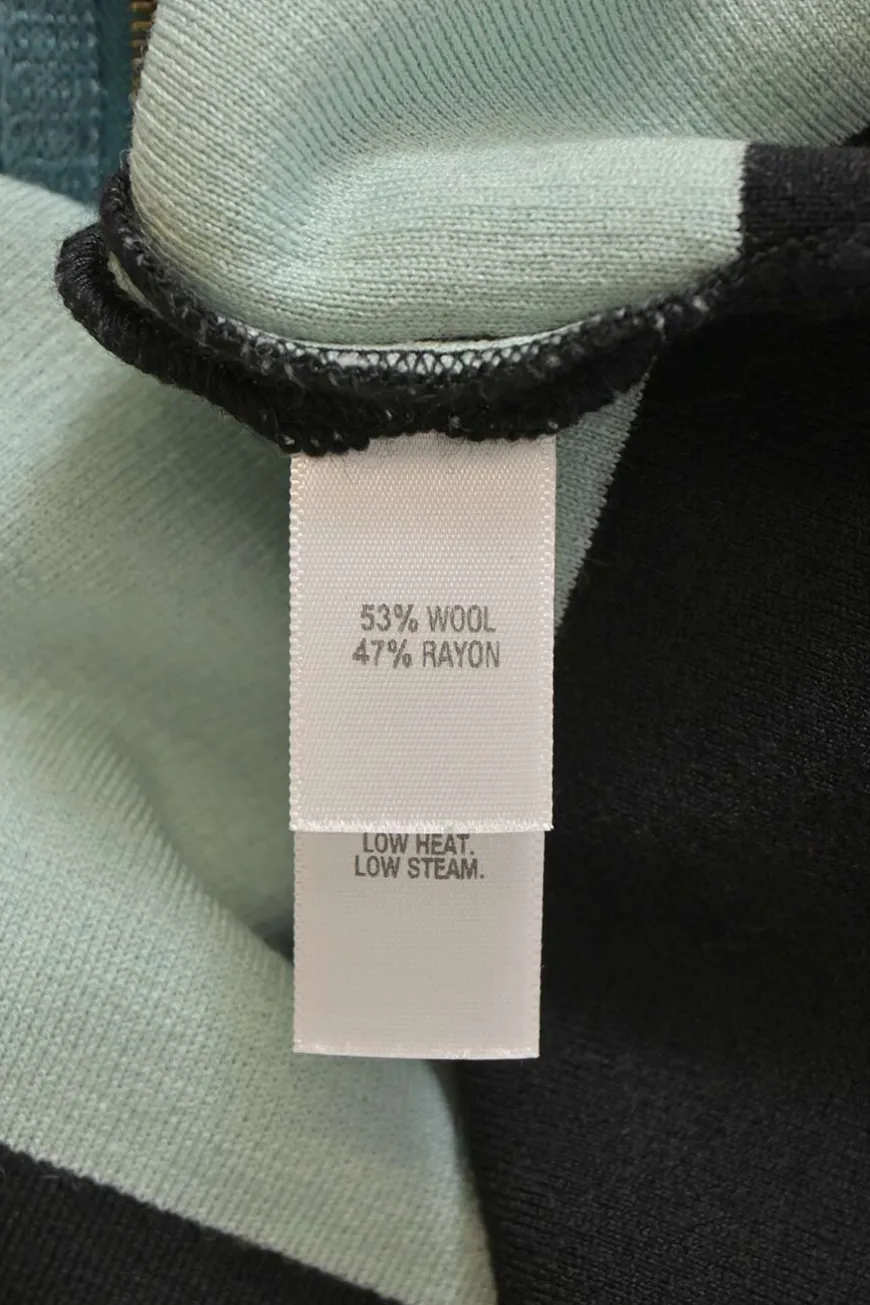 53% WOOL
47% RAYON
LOW HEAT.
LOW STEAM.